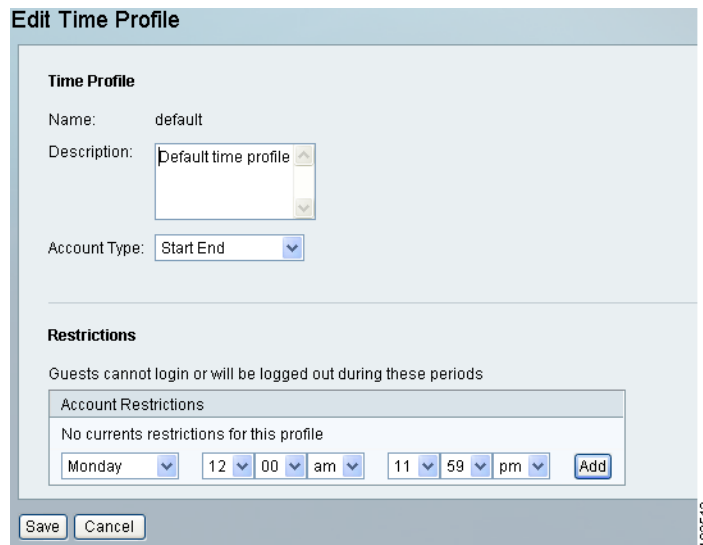 Edit Time Profile
Time Profile
Name: default
Description: Default time profile
Account Type: Start End
Restrictions
Guests cannot login or will be logged out during these periods
Account Restrictions
No currents restrictions for this profile
Monday 12 00 am 11 59 pm Add
Save Cancel